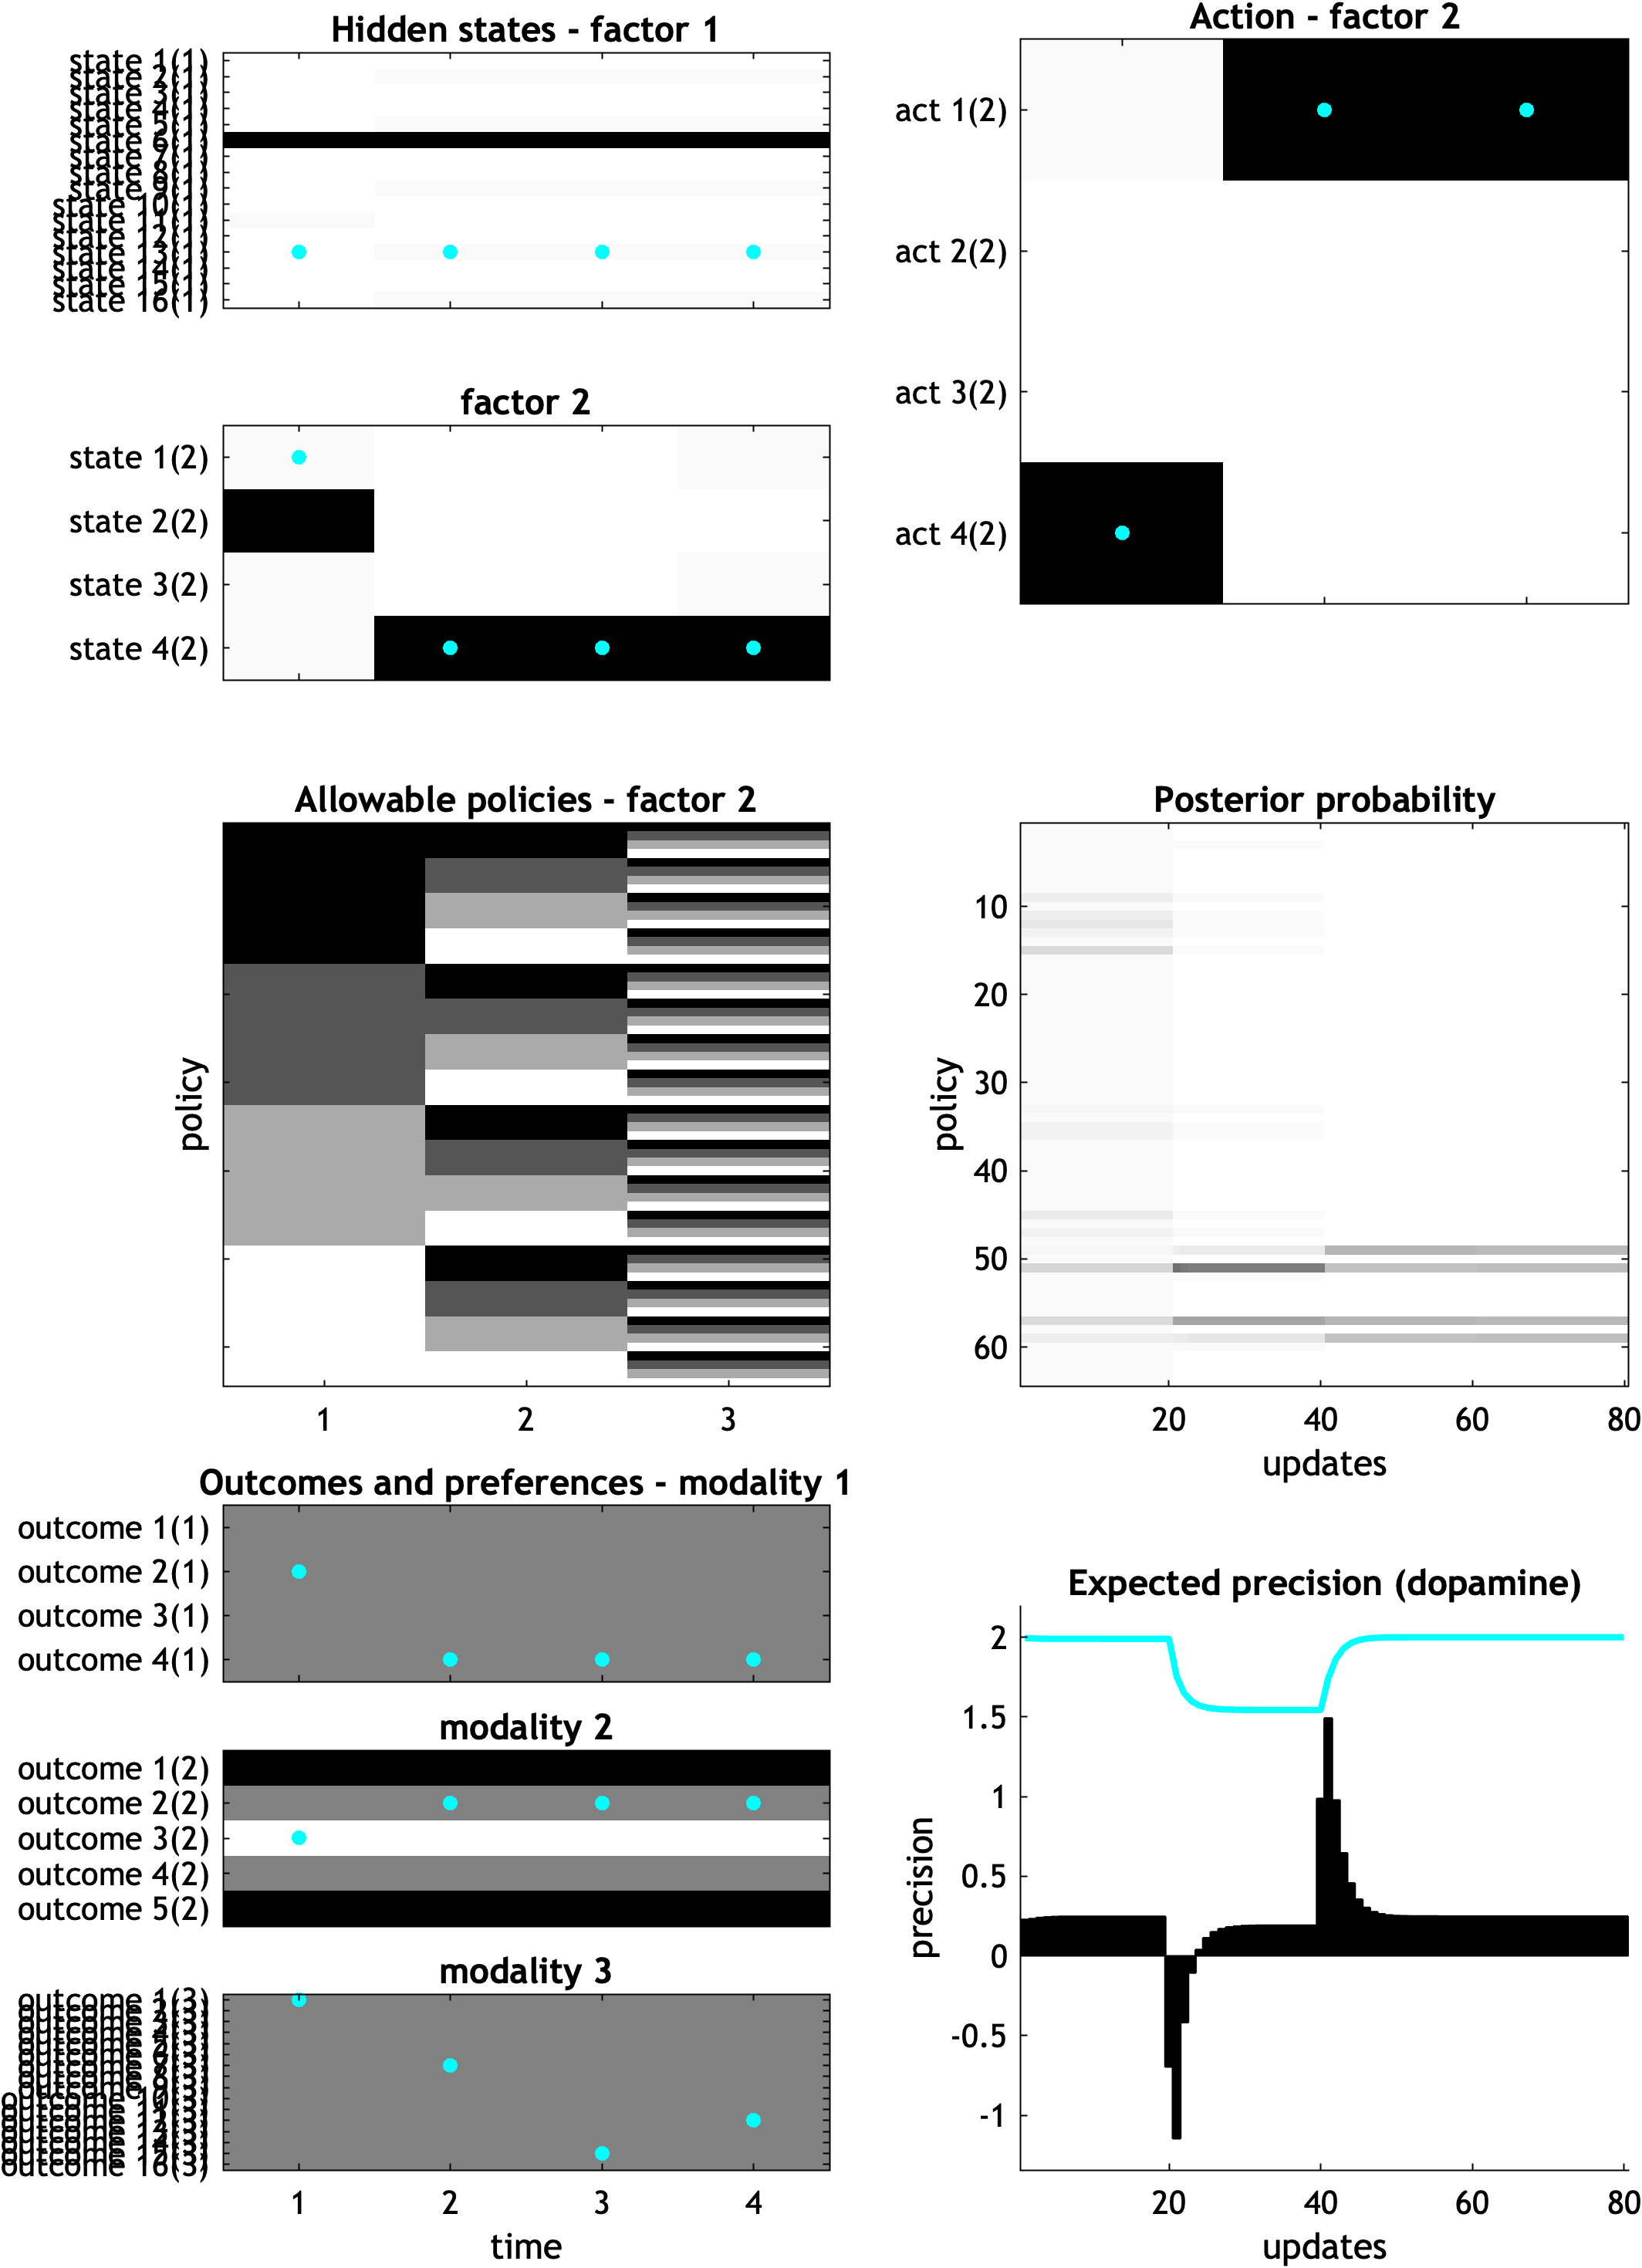 Hidden states - factor 1
state 1(1)
state 2(1)
state 3(1)
state 4(1)
state 5(1)
state 6(1)
state 7(1)
state 8(1)
state 9(1)
state 10(1)
state 11(1)
state 12(1)
state 13(1)
state 14(1)
state 15(1)
state 16(1)
factor 2
state 1(2)
state 2(2)
state 3(2)
state 4(2)
Action - factor 2
act 1(2)
act 2(2)
act 3(2)
act 4(2)
Allowable policies - factor 2
policy
1 2 3
Posterior probability
policy
10
20
30
40
50
60
20 40 60 80
updates
Outcomes and preferences - modality 1
outcome 1(1)
outcome 2(1)
outcome 3(1)
outcome 4(1)
modality 2
outcome 1(2)
outcome 2(2)
outcome 3(2)
outcome 4(2)
outcome 5(2)
modality 3
outcome 1(3)
outcome 16(3)
1 2 3 4
time
Expected precision (dopamine)
precision
2
1.5
1
0.5
0
-0.5
-1
20 40 60 80
updates